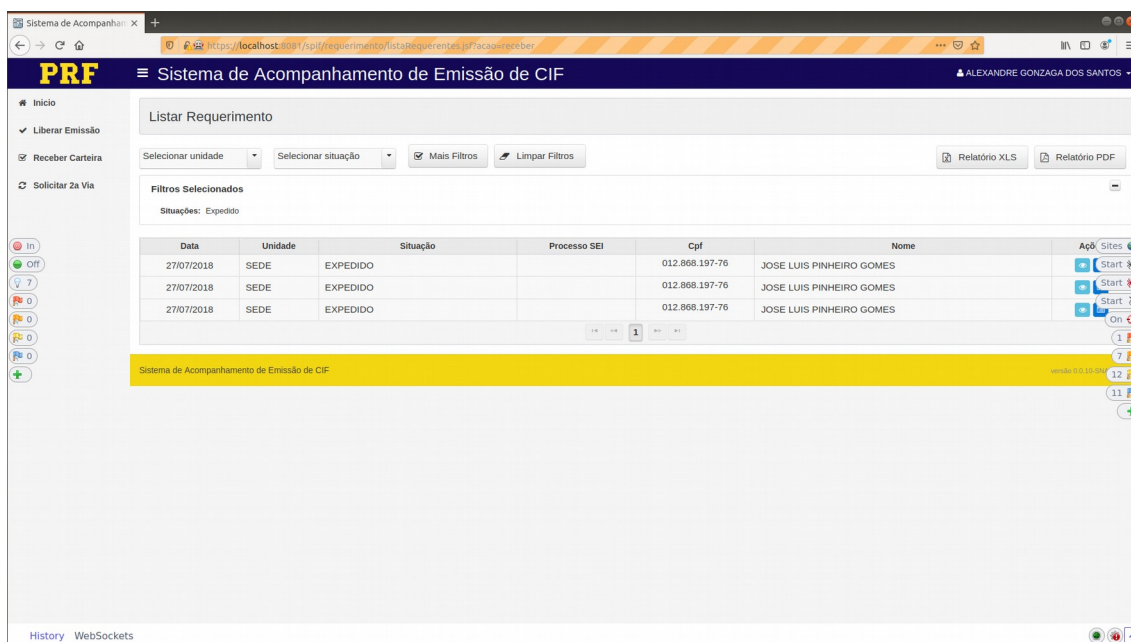 Sistema de Acompanham
https://localhost:8081/spif/requerimento/listaRequerentes.jsf?acao=receber
PRF
Sistema de Acompanhamento de Emissão de CIF
ALEXANDRE GONZAGA DOS SANTOS
Inicio
Liberar Emissão
Receber Carteira
Solicitar 2a Via
Listar Requerimento
Selecionar unidade
Selecionar situação
Mais Filtros
Limpar Filtros
Relatório XLS
Relatório PDF
Filtros Selecionados
Situações: Expedido
Data Unidade Situação Processo SEI Cpf Nome Açõ
27/07/2018 SEDE EXPEDIDO 012.868.197-76 JOSE LUIS PINHEIRO GOMES
27/07/2018 SEDE EXPEDIDO 012.868.197-76 JOSE LUIS PINHEIRO GOMES
27/07/2018 SEDE EXPEDIDO 012.868.197-76 JOSE LUIS PINHEIRO GOMES
1
Sistema de Acompanhamento de Emissão de CIF
versão 0.0.10-SNA
In
Off
7
0
0
0
0
Sites
Start
Start
Start
On
1
7
12
11
History WebSockets